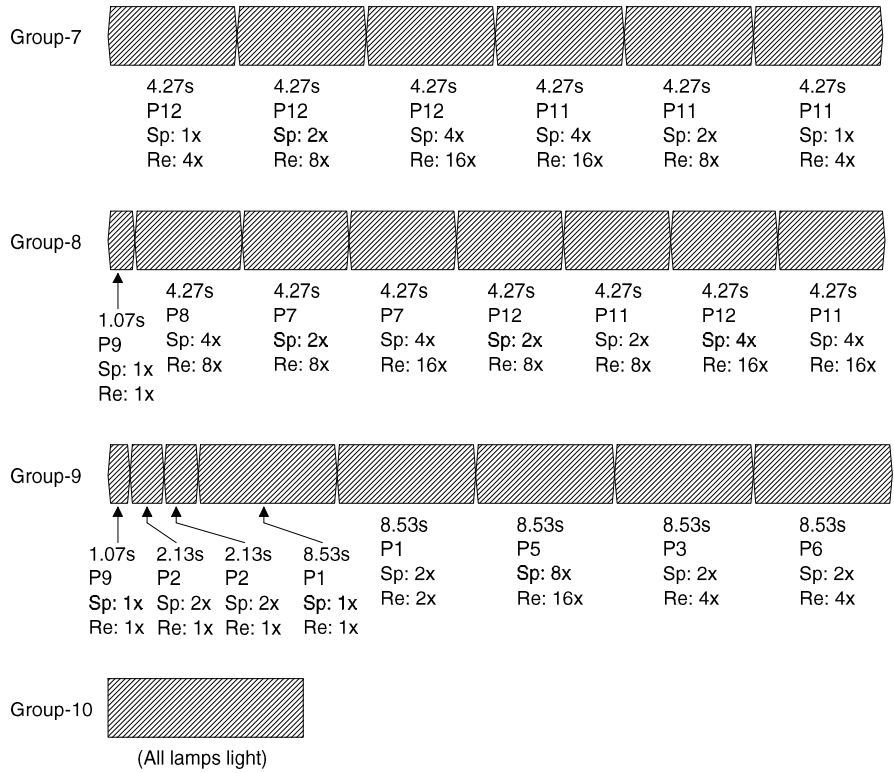 Group-7
4.27s 4.27s 4.27s 4.27s 4.27s 4.27s
P12 P12 P12 P11 P11 P11
Sp: 1x Sp: 2x Sp: 4x Sp: 4x Sp: 2x Sp: 1x
Re: 4x Re: 8x Re: 16x Re: 16x Re: 8x Re: 4x
Group-8
1.07s
P9
Sp: 1x
Re: 1x
4.27s 4.27s 4.27s 4.27s 4.27s 4.27s 4.27s
P8 P7 P7 P12 P11 P12 P11
Sp: 4x Sp: 2x Sp: 4x Sp: 2x Sp: 2x Sp: 4x Sp: 4x
Re: 8x Re: 8x Re: 16x Re: 8x Re: 8x Re: 16x Re: 16x
Group-9
1.07s 2.13s 2.13s 8.53s
P9 P2 P2 P1
Sp: 1x Sp: 2x Sp: 2x Sp: 1x
Re: 1x Re: 1x Re: 1x Re: 1x
8.53s 8.53s 8.53s 8.53s
P1 P5 P3 P6
Sp: 2x Sp: 8x Sp: 2x Sp: 2x
Re: 2x Re: 16x Re: 4x Re: 4x
Group-10
(All lamps light)